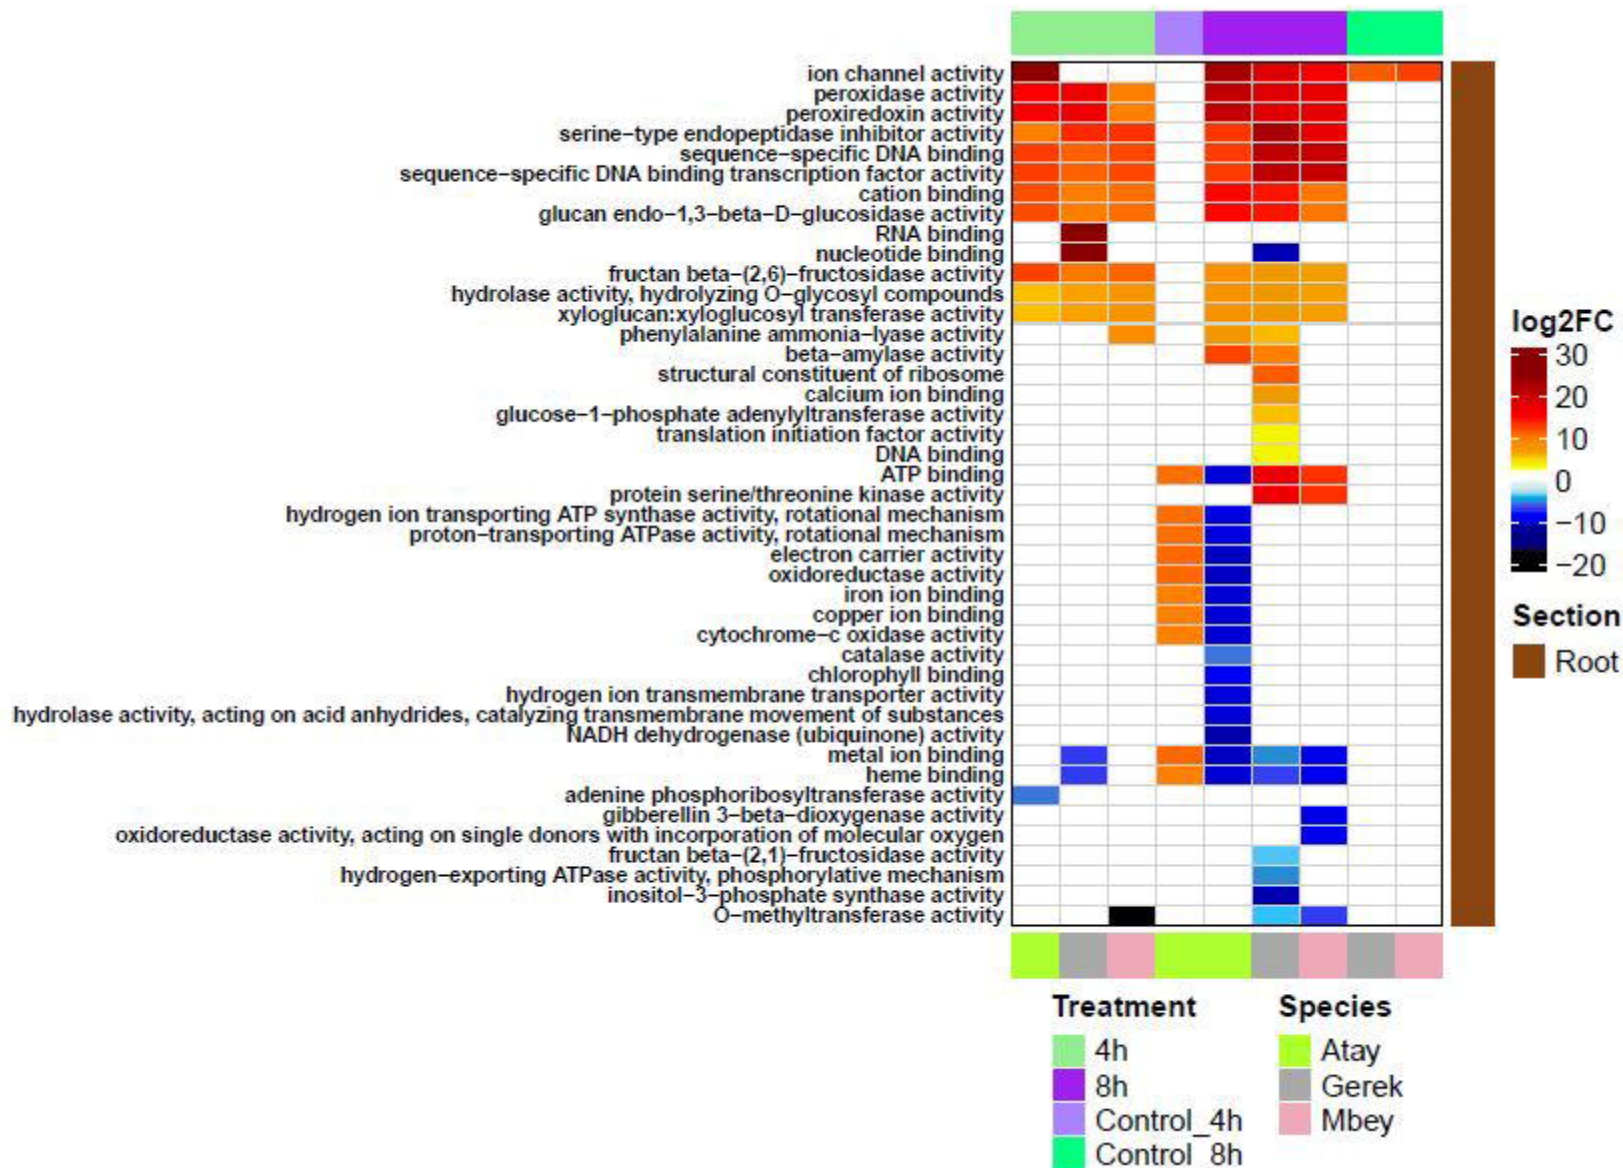 ion channel activity
peroxidase activity
peroxiredoxin activity
serine−type endopeptidase inhibitor activity
sequence−specific DNA binding
sequence−specific DNA binding transcription factor activity
cation binding
glucan endo−1,3−beta−D−glucosidase activity
RNA binding
nucleotide binding
fructan beta−(2,6)−fructosidase activity
hydrolase activity, hydrolyzing O−glycosyl compounds
xyloglucan:xyloglucosyl transferase activity
phenylalanine ammonia−lyase activity
beta−amylase activity
structural constituent of ribosome
calcium ion binding
glucose−1−phosphate adenylyltransferase activity
translation initiation factor activity
DNA binding
ATP binding
protein serine/threonine kinase activity
hydrogen ion transporting ATP synthase activity, rotational mechanism
proton−transporting ATPase activity, rotational mechanism
electron carrier activity
oxidoreductase activity
iron ion binding
copper ion binding
cytochrome−c oxidase activity
catalase activity
chlorophyll binding
hydrogen ion transmembrane transporter activity
hydrolase activity, acting on acid anhydrides, catalyzing transmembrane movement of substances
NADH dehydrogenase (ubiquinone) activity
metal ion binding
heme binding
adenine phosphoribosyltransferase activity
gibberellin 3−beta−dioxygenase activity
oxidoreductase activity, acting on single donors with incorporation of molecular oxygen
fructan beta−(2,1)−fructosidase activity
hydrogen−exporting ATPase activity, phosphorylative mechanism
inositol−3−phosphate synthase activity
O−methyltransferase activity
log2FC
30
20
10
0
−10
−20
Section
Root
Treatment
4h
8h
Control_4h
Control_8h
Species
Atay
Gerek
Mbey